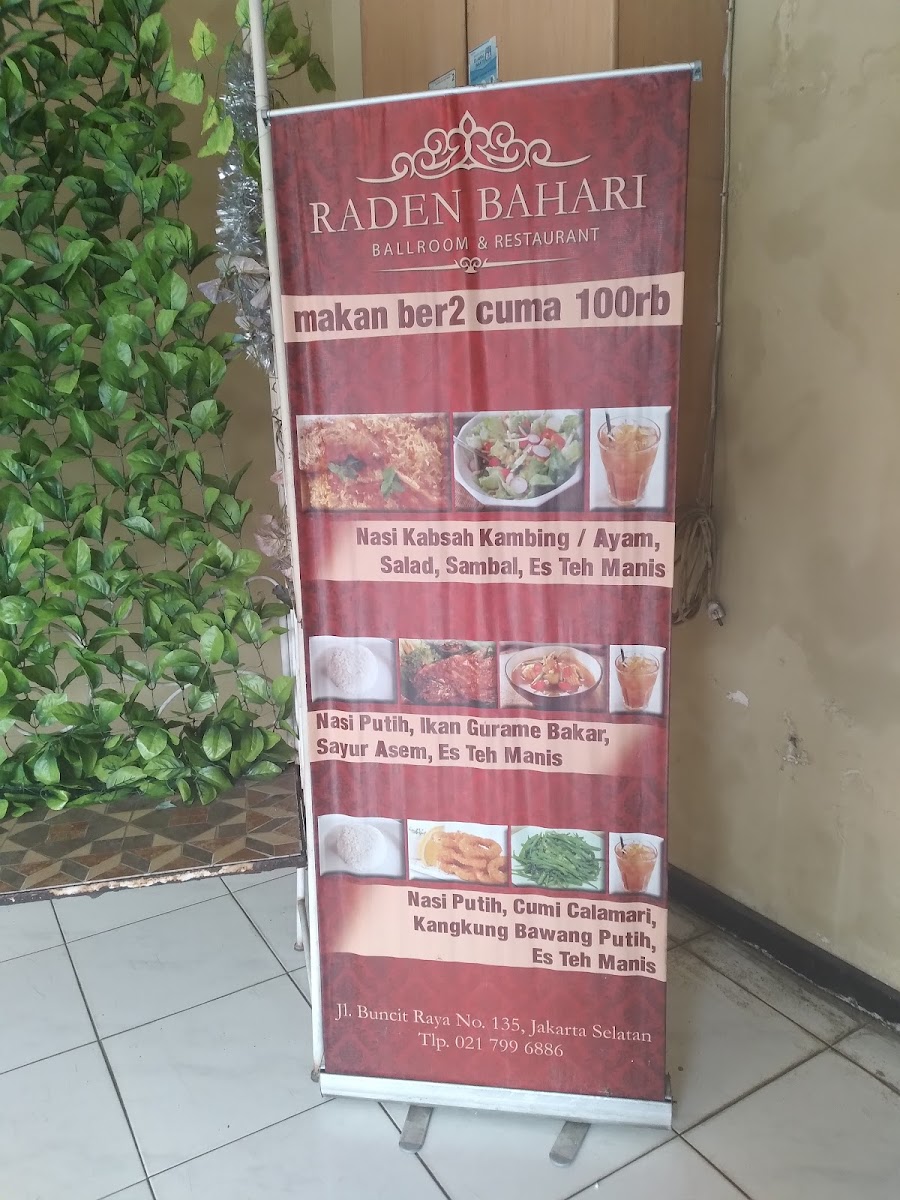 RADEN BAHARI
BALLROOM & RESTAURANT
makan ber2 cuma 100rb
Nasi Kabsah Kambing / Ayam,
Salad, Sambal, Es Teh Manis
Nasi Putih, Ikan Gurame Bakar,
Sayur Asem, Es Teh Manis
Nasi Putih, Cumi Calamari,
Kangkung Bawang Putih,
Es Teh Manis
Jl. Buncit Raya No. 135, Jakarta Selatan
Tlp. 021 799 6886